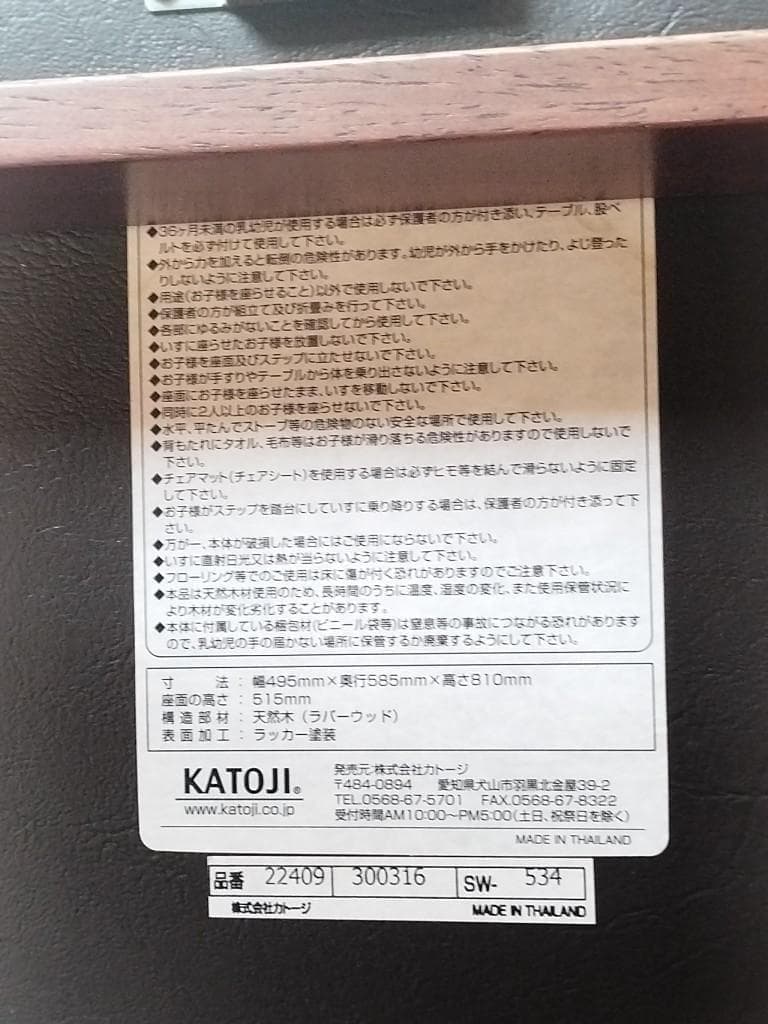 ◆36ヶ月未満の乳幼児が使用する場合は必ず保護者の方が付き添い、テーブル、股ベ
ルトを必ず付けて使用して下さい。
◆外から力を加えると転倒の危険性があります。幼児が外から手をかけたり、よじ登った
りしないように注意して下さい。
◆用途(お子様を座らせること)以外で使用しないで下さい。
◆保護者の方が組立て及び折畳みを行って下さい。
◆各部にゆるみがないことを確認してから使用して下さい。
◆いすに座らせたお子様を放置しないで下さい。
◆お子様を座面及びステップに立たせないで下さい。
◆お子様が手すりやテーブルから体を乗り出さないように注意して下さい。
◆座面にお子様を座らせたまま、いすを移動しないで下さい。
◆同時に2人以上のお子様を座らせないで下さい。
◆水平、平たんでストーブ等の危険物のない安全な場所で使用して下さい。
◆背もたれにタオル、毛布等はお子様が滑り落ちる危険性がありますので使用しないで
下さい。
◆チェアマット(チェアシート)を使用する場合は必ずヒモ等を結んで滑らないように固定
して下さい。
◆お子様がステップを踏台にしていすに乗り降りする場合は、保護者の方が付き添って下
さい。
◆万が一、本体が破損した場合にはご使用にならないで下さい。
◆いすに直射日光又は熱が当らないように注意して下さい。
◆フローリング等でのご使用は床に傷が付く恐れがありますのでご注意下さい。
◆本品は天然木材使用のため、長時間のうちに温度、湿度の変化、また使用保管状況に
より木材が変化劣化することがあります。
◆本体に付属している梱包材(ビニール袋等)は窒息等の事故につながる恐れがあります
ので、乳幼児の手の届かない場所に保管するか廃棄するようにして下さい。
寸 法 : 幅495mm×奥行585mm×高さ810mm
座面の高さ : 515mm
構造部材 : 天然木（ラバーウッド）
表面加工 : ラッカー塗装
KATOJI®
www.katoji.co.jp
発売元:株式会社カトージ
〒484-0894 愛知県犬山市羽黒北金屋39-2
TEL.0568-67-5701 FAX.0568-67-8322
受付時間AM10:00〜PM5:00(土日、祝祭日を除く)
MADE IN THAILAND
品番 22409 300316 SW- 534
株式会社カトージ MADE IN THAILAND